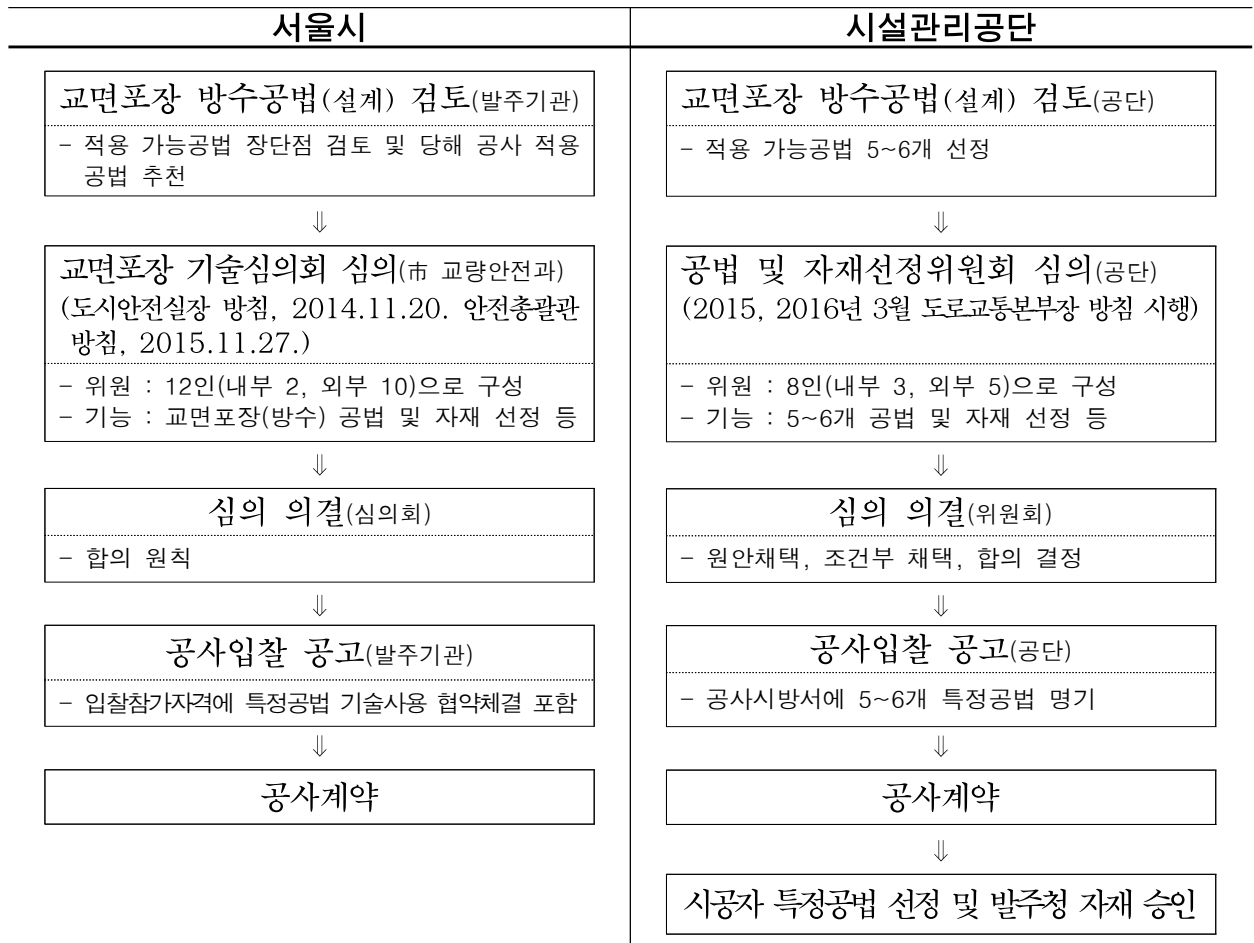 서울시
교면포장 방수공법(설계) 검토(발주기관)
- 적용 가능공법 장단점 검토 및 당해 공사 적용
공법 추천
⇓
교면포장 기술심의회 심의(市 교량안전과)
(도시안전실장 방침, 2014.11.20. 안전총괄관
방침, 2015.11.27.)
- 위원 : 12인(내부 2, 외부 10)으로 구성
- 기능 : 교면포장(방수) 공법 및 자재 선정 등
⇓
심의 의결(심의회)
- 합의 원칙
⇓
공사입찰 공고(발주기관)
- 입찰참가자격에 특정공법 기술사용 협약체결 포함
⇓
공사계약
시설관리공단
교면포장 방수공법(설계) 검토(공단)
- 적용 가능공법 5~6개 선정
⇓
공법 및 자재선정위원회 심의(공단)
(2015, 2016년 3월 도로교통본부장 방침 시행)
- 위원 : 8인(내부 3, 외부 5)으로 구성
- 기능 : 5~6개 공법 및 자재 선정 등
⇓
심의 의결(위원회)
- 원안채택, 조건부 채택, 합의 결정
⇓
공사입찰 공고(공단)
- 공사시방서에 5~6개 특정공법 명기
⇓
공사계약
⇓
시공자 특정공법 선정 및 발주청 자재 승인